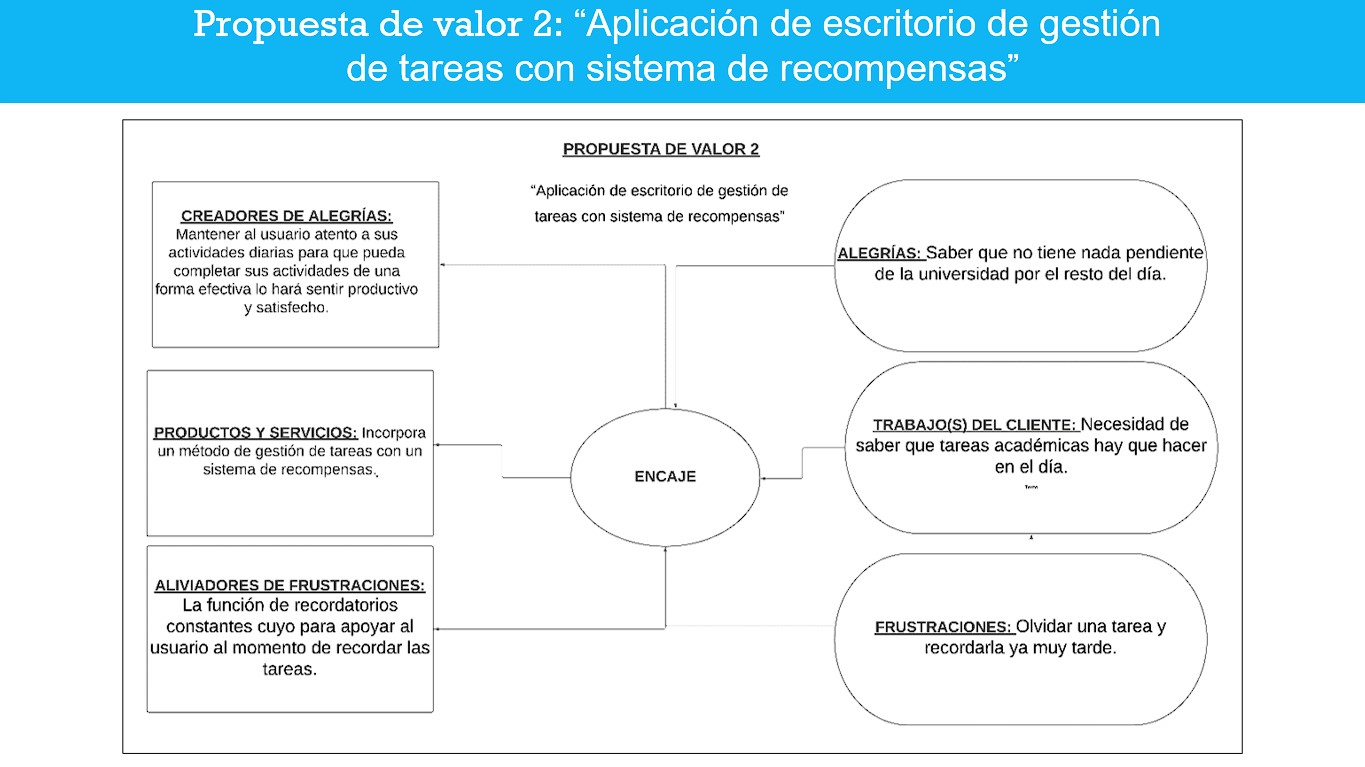 Propuesta de valor 2: “Aplicación de escritorio de gestión
de tareas con sistema de recompensas”
PROPUESTA DE VALOR 2
“Aplicación de escritorio de gestión de
tareas con sistema de recompensas”
CREADORES DE ALEGRÍAS:
Mantener al usuario atento a sus
actividades diarias para que pueda
completar sus actividades de una
forma efectiva lo hará sentir productivo
y satisfecho.
ALEGRÍAS: Saber que no tiene nada pendiente
de la universidad por el resto del día.
PRODUCTOS Y SERVICIOS: Incorpora
un método de gestión de tareas con un
sistema de recompensas..
ENCAJE
TRABAJO(S) DEL CLIENTE: Necesidad de
saber que tareas académicas hay que hacer
en el día.
ALIVIADORES DE FRUSTRACIONES:
La función de recordatorios
constantes cuyo para apoyar al
usuario al momento de recordar las
tareas.
FRUSTRACIONES: Olvidar una tarea y
recordarla ya muy tarde.